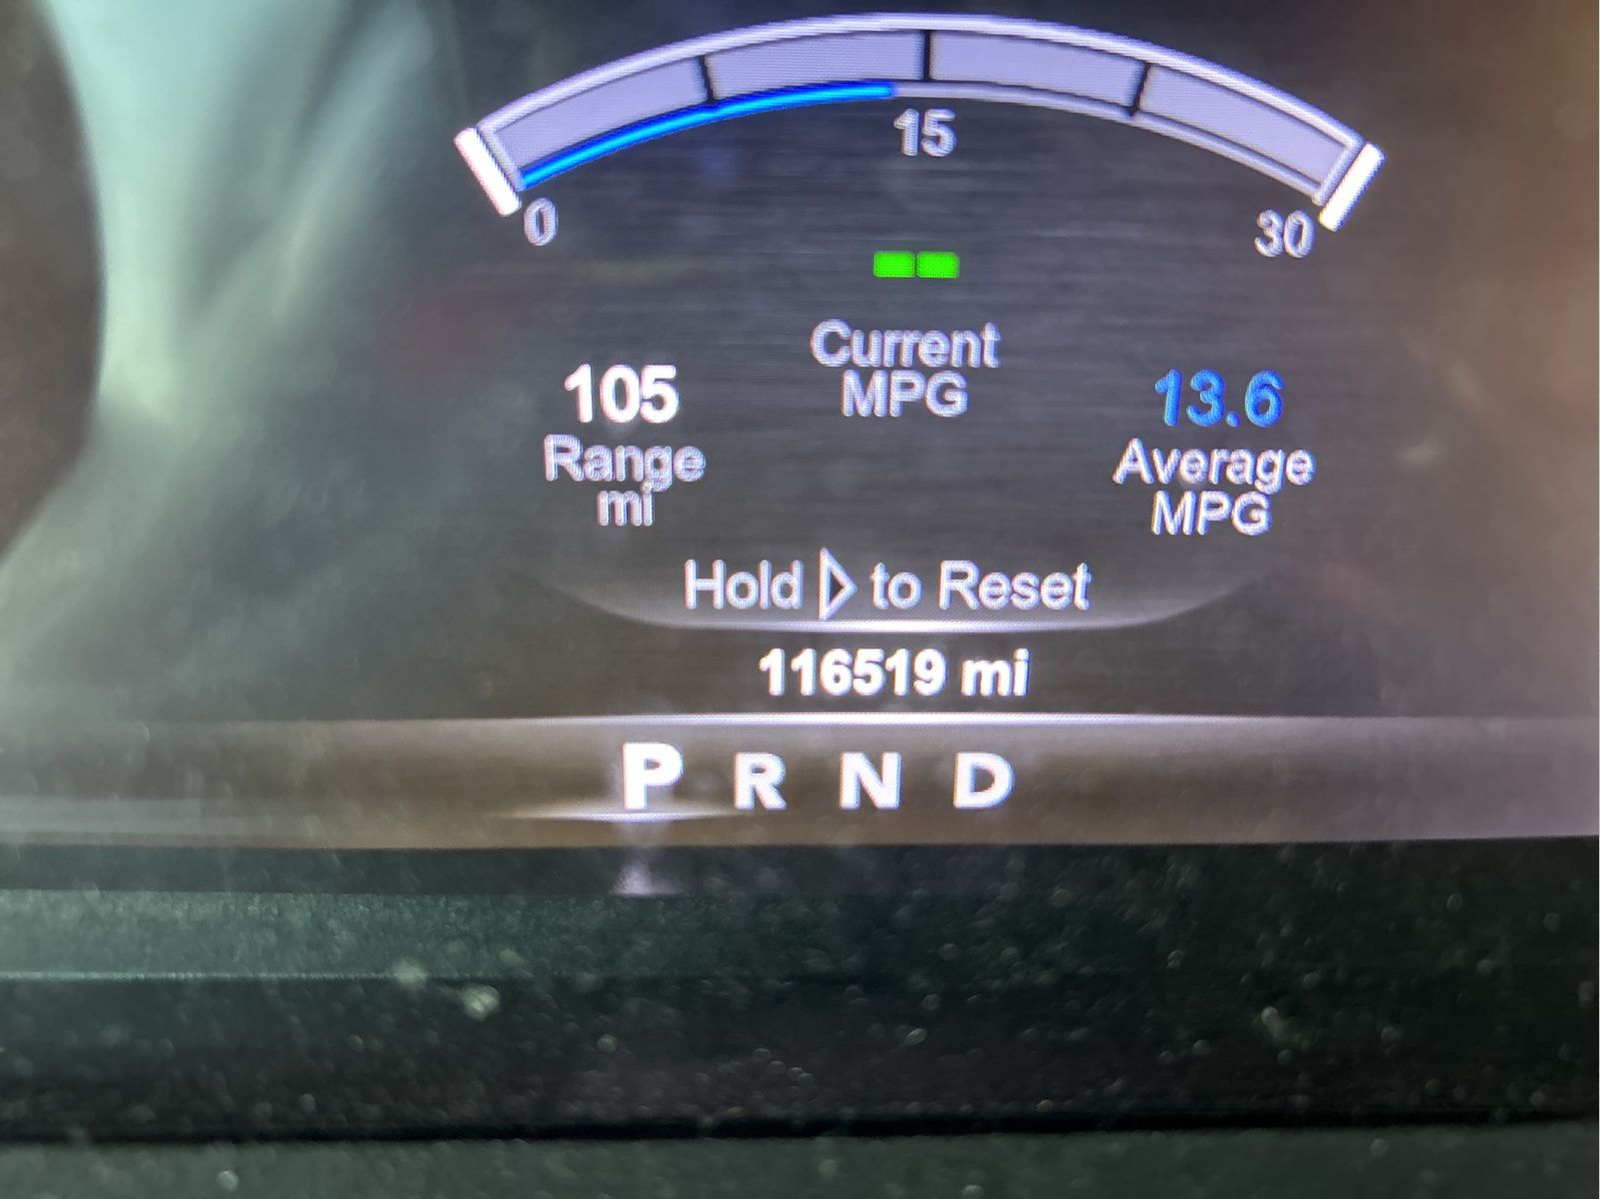 15
0
30
Current
MPG
105
Range
mi
13.6
Average
MPG
Hold ▷ to Reset
116519 mi
P R N D